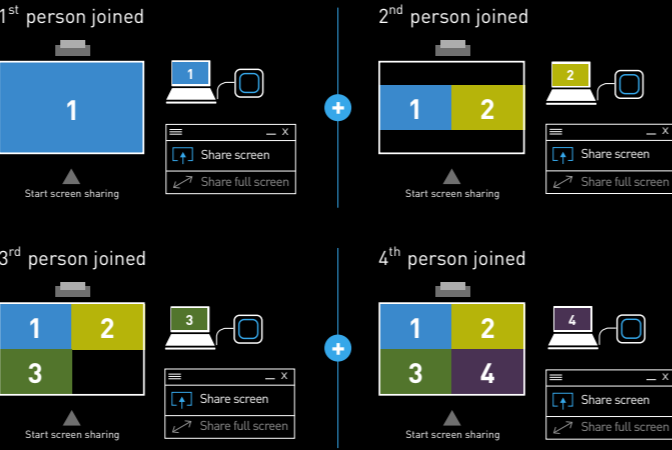 1st person joined
1
1
Share screen
Share full screen
Start screen sharing
2nd person joined
1 2
2
Share screen
Share full screen
Start screen sharing
3rd person joined
1 2
3
3
Share screen
Share full screen
Start screen sharing
4th person joined
1 2
3 4
4
Share screen
Share full screen
Start screen sharing